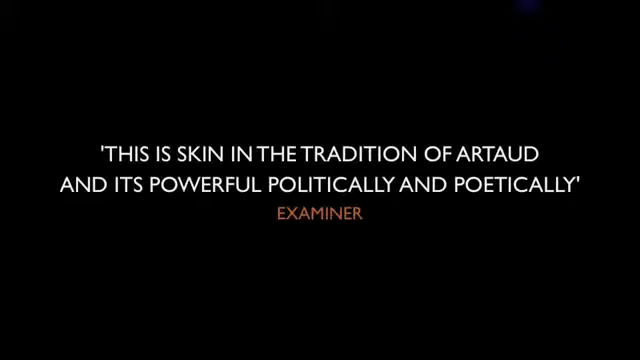 'THIS IS SKIN IN THE TRADITION OF ARTAUD
AND ITS POWERFUL POLITICALLY AND POETICALLY'
EXAMINER